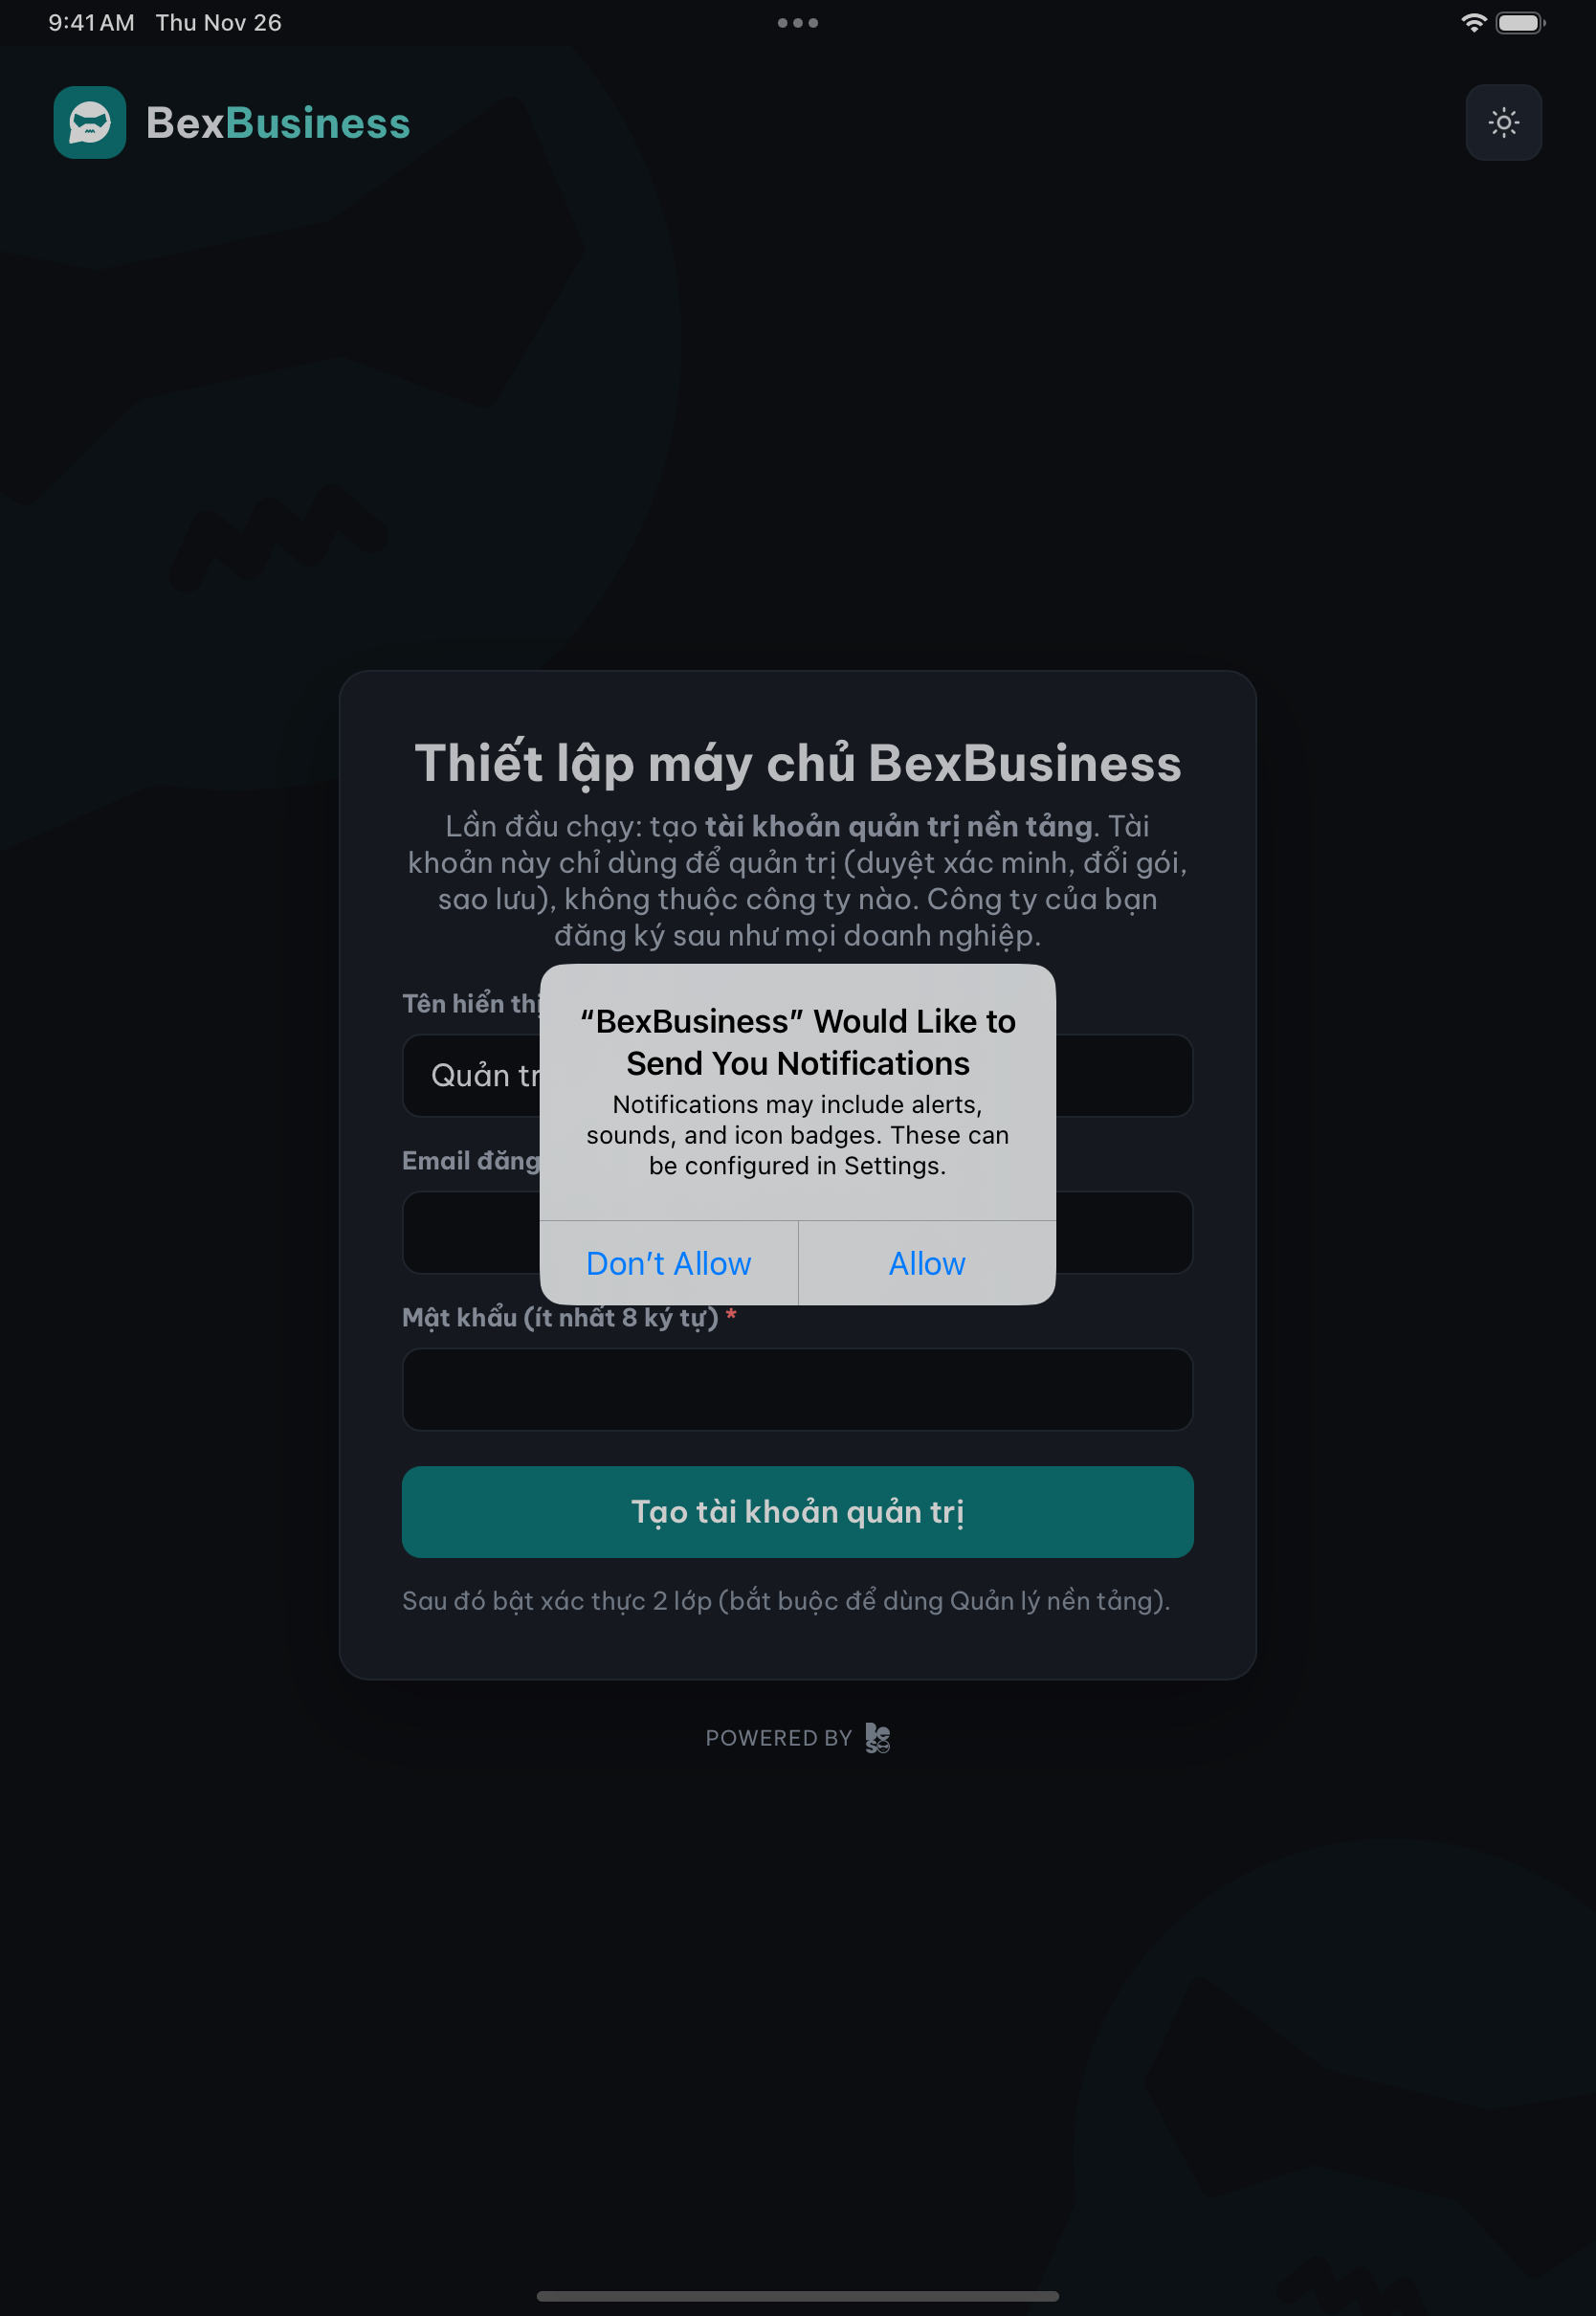 9:41 AM Thu Nov 26
BexBusiness
Thiết lập máy chủ BexBusiness
Lần đầu chạy: tạo tài khoản quản trị nền tảng. Tài
khoản này chỉ dùng để quản trị (duyệt xác minh, đổi gói,
sao lưu), không thuộc công ty nào. Công ty của bạn
đăng ký sau như mọi doanh nghiệp.
Tên hiển thị
Quản tr
Email đăng
“BexBusiness” Would Like to
Send You Notifications
Notifications may include alerts,
sounds, and icon badges. These can
be configured in Settings.
Don’t Allow Allow
Mật khẩu (ít nhất 8 ký tự) *
Tạo tài khoản quản trị
Sau đó bật xác thực 2 lớp (bắt buộc để dùng Quản lý nền tảng).
POWERED BY